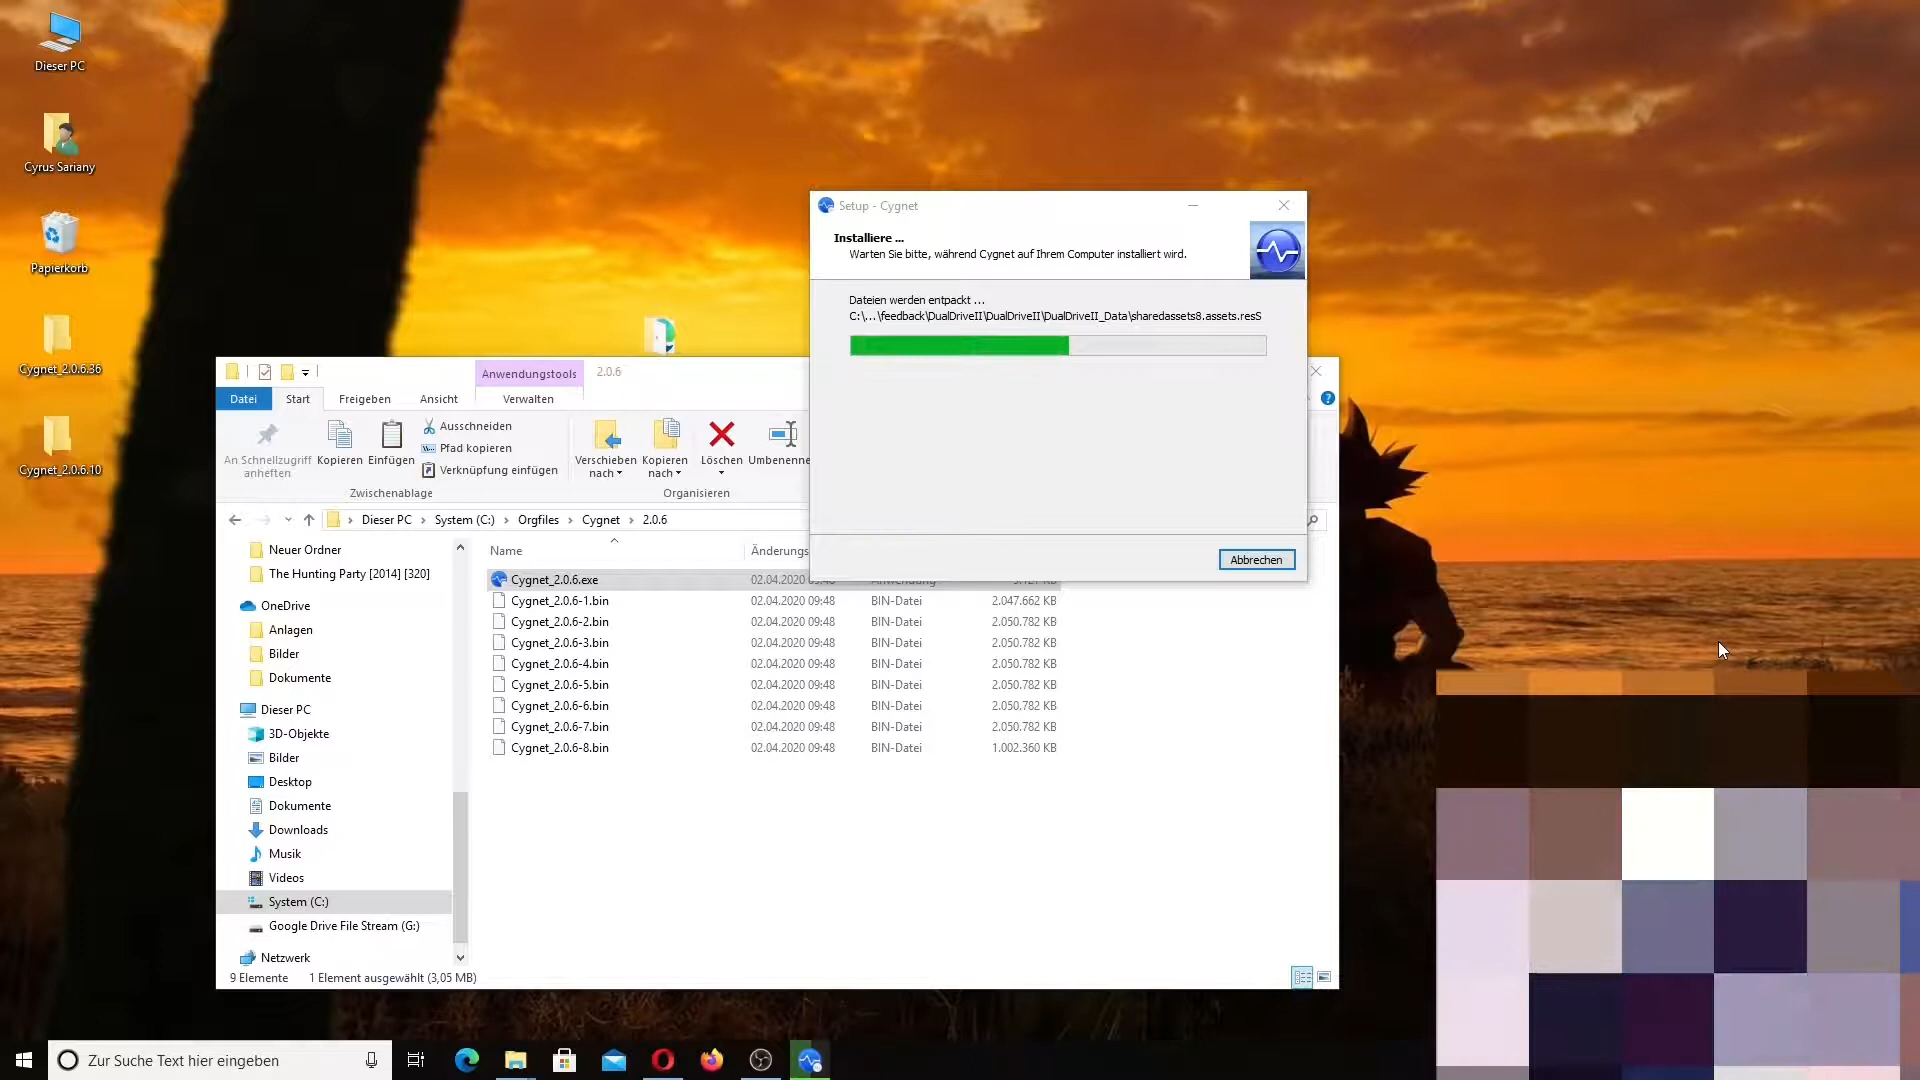 Dieser PC
Cyrus Sariany
Papierkorb
Cygnet_2.0.6.36
Cygnet_2.0.6.10
Setup - Cygnet
Installiere ...
Warten Sie bitte, während Cygnet auf Ihrem Computer installiert wird.
Dateien werden entpackt ...
C:\...\feedback\DualDriveII\DualDriveII\DualDriveII_Data\sharedassets8.assets.resS
Abbrechen
Anwendungstools
2.0.6
Datei
Start
Freigeben
Ansicht
Verwalten
An Schnellzugriff
anheften
Kopieren
Einfügen
Ausschneiden
Pfad kopieren
Verknüpfung einfügen
Zwischenablage
Verschieben
nach
Kopieren
nach
Löschen
Umbenenne
Organisieren
Dieser PC > System (C:) > Orgfiles > Cygnet > 2.0.6
Neuer Ordner
The Hunting Party [2014] [320]
OneDrive
Anlagen
Bilder
Dokumente
Dieser PC
3D-Objekte
Bilder
Desktop
Dokumente
Downloads
Musik
Videos
System (C:)
Google Drive File Stream (G:)
Netzwerk
Name Änderungs
Cygnet_2.0.6.exe 02.04.2020 Anwendung
Cygnet_2.0.6-1.bin 02.04.2020 09:48 BIN-Datei 2.047.662 KB
Cygnet_2.0.6-2.bin 02.04.2020 09:48 BIN-Datei 2.050.782 KB
Cygnet_2.0.6-3.bin 02.04.2020 09:48 BIN-Datei 2.050.782 KB
Cygnet_2.0.6-4.bin 02.04.2020 09:48 BIN-Datei 2.050.782 KB
Cygnet_2.0.6-5.bin 02.04.2020 09:48 BIN-Datei 2.050.782 KB
Cygnet_2.0.6-6.bin 02.04.2020 09:48 BIN-Datei 2.050.782 KB
Cygnet_2.0.6-7.bin 02.04.2020 09:48 BIN-Datei 2.050.782 KB
Cygnet_2.0.6-8.bin 02.04.2020 09:48 BIN-Datei 1.002.360 KB
9 Elemente 1 Element ausgewählt (3,05 MB)
Zur Suche Text hier eingeben